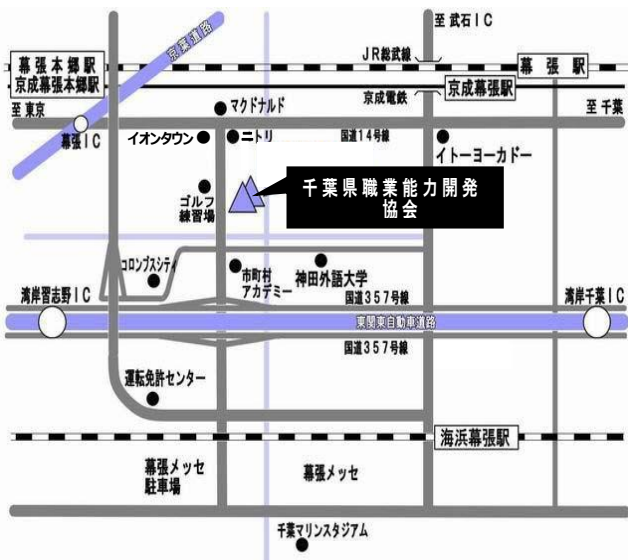 至 武石IC
京葉道路
JR総武線
幕張本郷駅
京成幕張本郷駅
幕張駅
京成電鉄
京成幕張駅
至 東京
マクドナルド
至 千葉
幕張IC
イオンタウン
ニトリ
国道14号線
イトーヨーカドー
ゴルフ
練習場
千葉県職業能力開発
協会
コロンブスシティ
市町村
アカデミー
神田外語大学
湾岸習志野IC
国道357号線
湾岸千葉IC
東関東自動車道路
国道357号線
運転免許センター
海浜幕張駅
幕張メッセ
駐車場
幕張メッセ
千葉マリンスタジアム